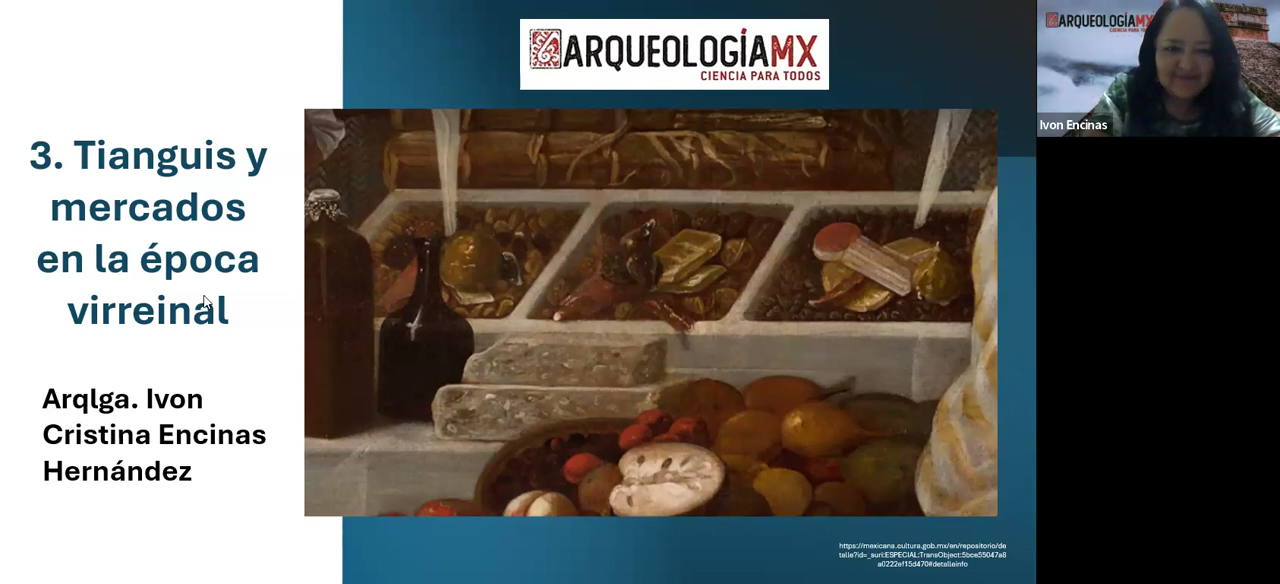 ARQUEOLOGÍAMX
CIENCIA PARA TODOS
3. Tianguis y
mercados
en la época
virreinal
Arqlga. Ivon
Cristina Encinas
Hernández
https://mexicana.cultura.gob.mx/en/repositorio/de
talle?id=_suri:ESPECIAL:TransObject:5bce55047a8
a0222ef15d470#detalleinfo
ARQUEOLOGÍAMX
Ivon Encinas